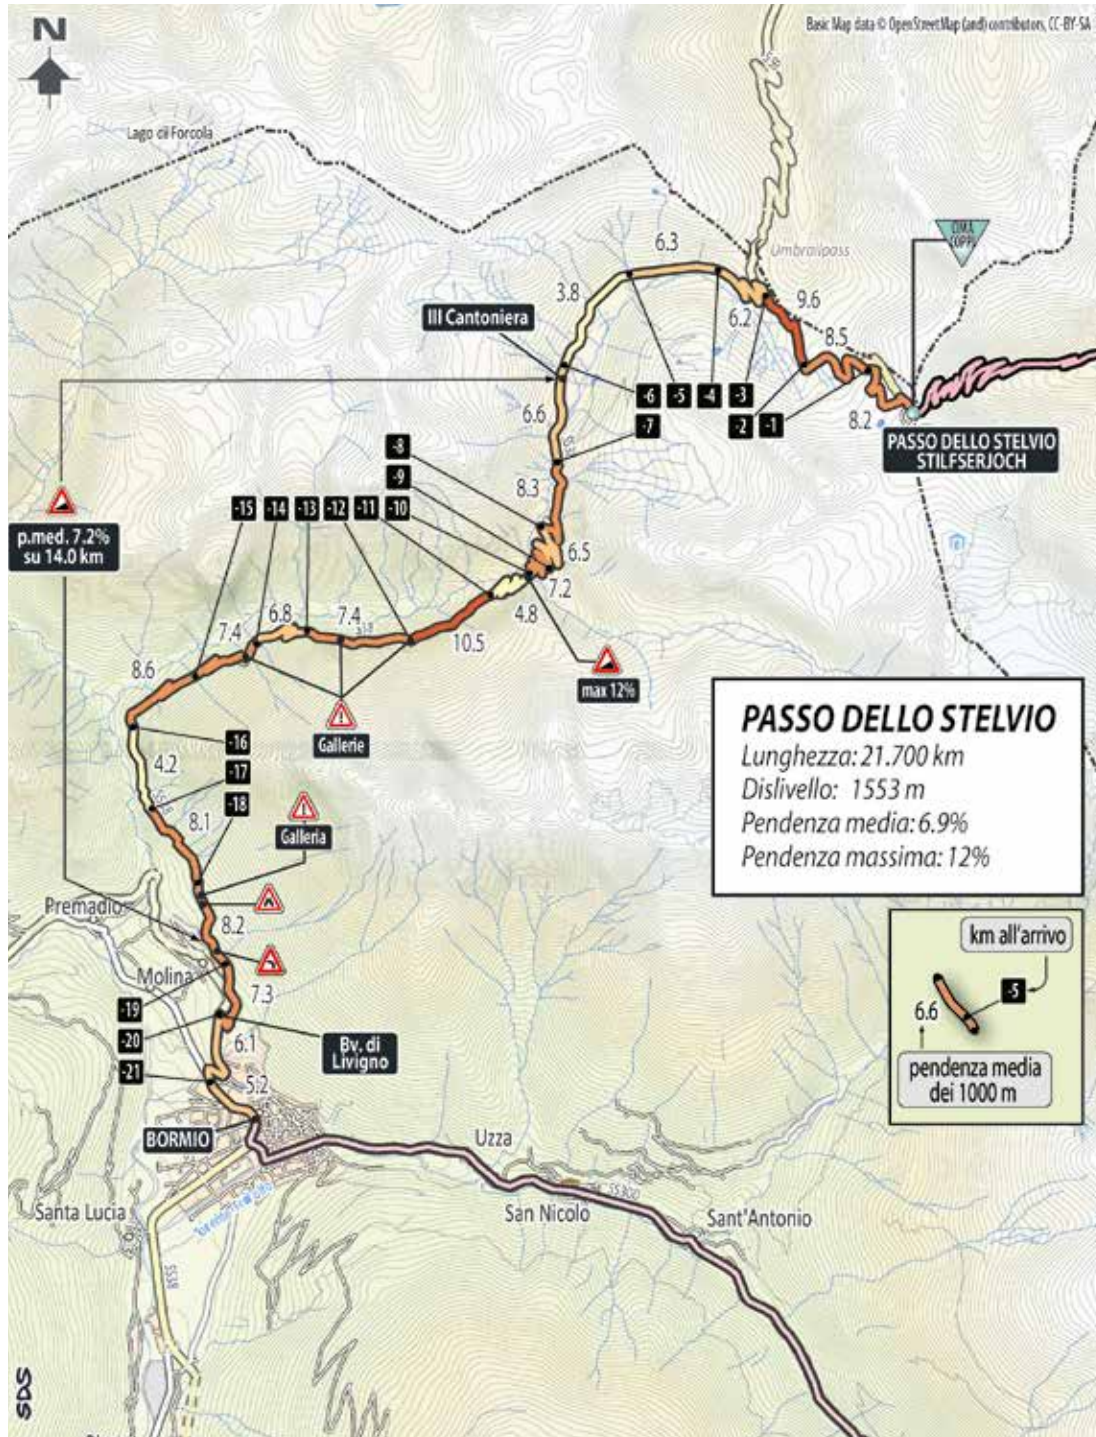 Basic Map data © OpenStreetMap (and) contributors, CC-BY-SA
N
Lago di Forcola
CIMA
COPPI
Umbrailpass
6.3
3.8
6.2
9.6
8.5
III Cantoniera
-6
-5
-4
-3
-7
-2
-1
6.6
8.2
PASSO DELLO STELVIO
STILFSERJOCH
-8
-9
-15
-14
-13
-12
-11
-10
8.3
p.med. 7.2%
su 14.0 km
6.5
7.2
4.8
6.8
7.4
7.4
10.5
8.6
max 12%
Gallerie
PASSO DELLO STELVIO
Lunghezza: 21.700 km
Dislivello: 1553 m
Pendenza media: 6.9%
Pendenza massima: 12%
-16
4.2
-17
-18
8.1
Galleria
Premadio
8.2
Molina
7.3
-19
-20
6.1
Bv. di
Livigno
-21
5.2
km all'arrivo
-5
6.6
pendenza media
dei 1000 m
BORMIO
Uzza
SS300
Santa Lucia
San Nicolo
Sant'Antonio
SS38
SDS